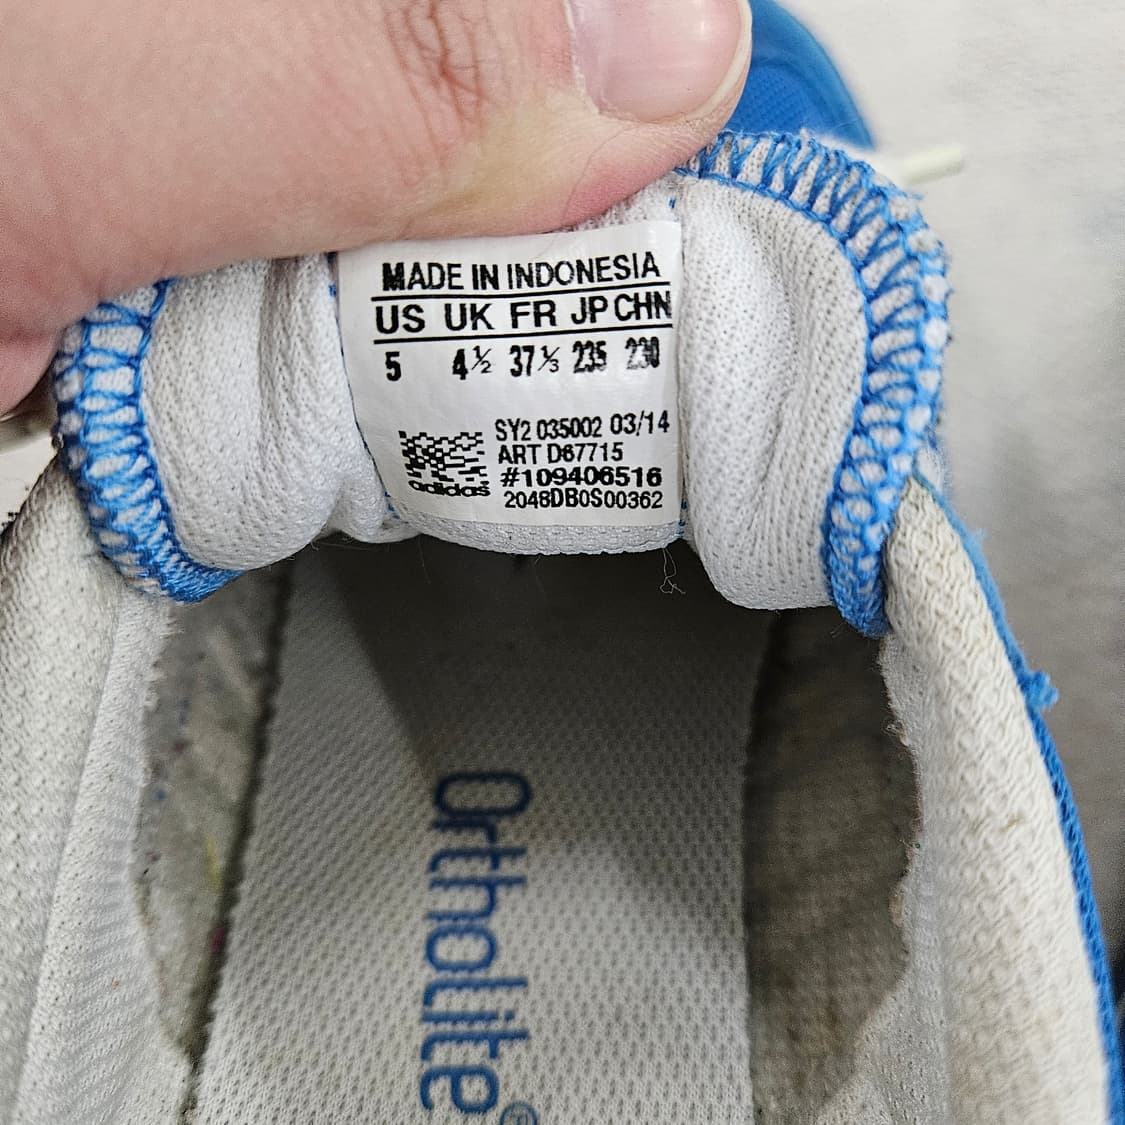 MADE IN INDONESIA
US UK FR JP CHN
5 4½ 37⅓ 235 230
SY2 035002 03/14
ART D67715
#109406516
2048DB0S00362
adidas
Ortholite®